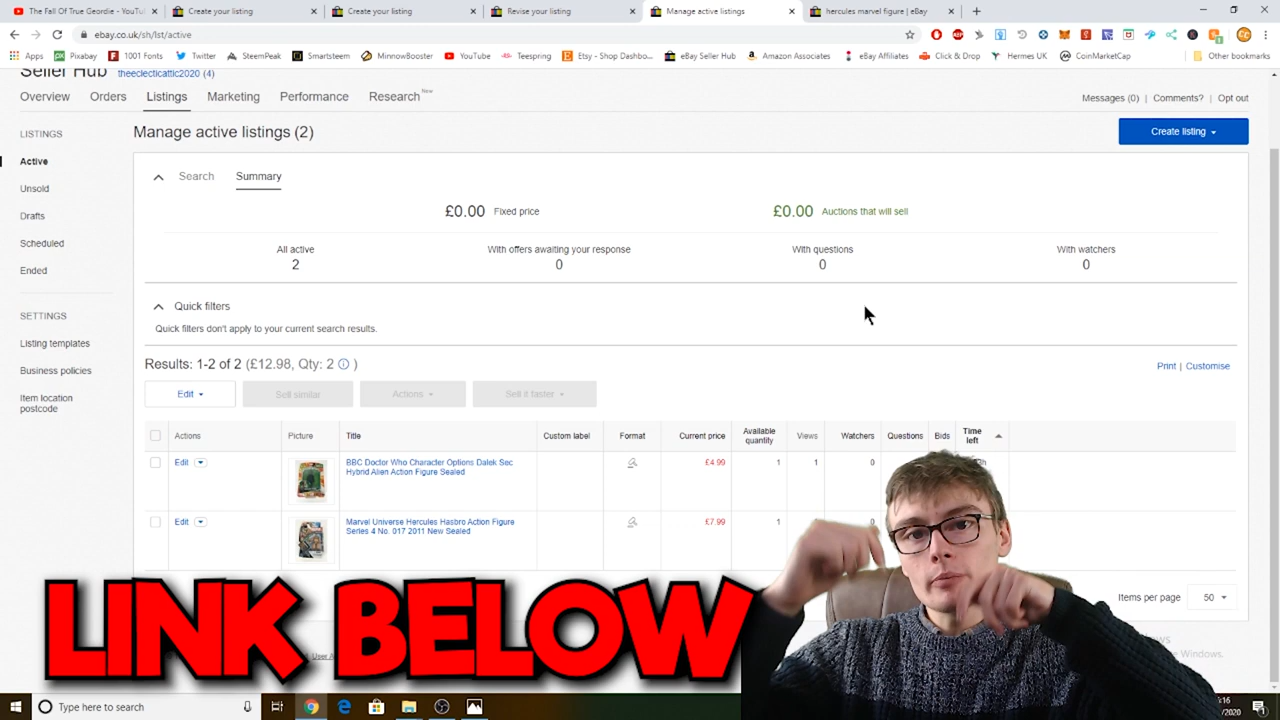 The Fall Of True Geordie - YouT
Create your listing
Create your listing
Revise your listing
Manage active listings
hercules marvel figure | eBay
ebay.co.uk/sh/lst/active
Apps
Pixabay
1001 Fonts
Twitter
SteemPeak
Smartsteem
MinnowBooster
YouTube
Teespring
Etsy - Shop Dashbo...
eBay Seller Hub
Amazon Associates
eBay Affiliates
Click & Drop
Hermes UK
CoinMarketCap
Other bookmarks
Seller Hub theeclecticattic2020 (4)
Overview Orders Listings Marketing Performance Research New
Messages (0) | Comments? | Opt out
LISTINGS
Active
Unsold
Drafts
Scheduled
Ended
SETTINGS
Listing templates
Business policies
Item location
postcode
Manage active listings (2)
Create listing
Search Summary
£0.00 Fixed price
£0.00 Auctions that will sell
All active
2
With offers awaiting your response
0
With questions
0
With watchers
0
Quick filters
Quick filters don't apply to your current search results.
Results: 1-2 of 2 (£12.98, Qty: 2 )
Print | Customise
Edit
Sell similar
Actions
Sell it faster
Actions Picture Title Custom label Format Current price Available quantity Views Watchers Questions Bids Time left
Edit
BBC Doctor Who Character Options Dalek Sec
Hybrid Alien Action Figure Sealed
£4.99 1 1 0
Edit
Marvel Universe Hercules Hasbro Action Figure
Series 4 No. 017 2011 New Sealed
£7.99 1 0
Items per page 50
LINK BELOW
User A
Windows.
Type here to search
:16
/2020